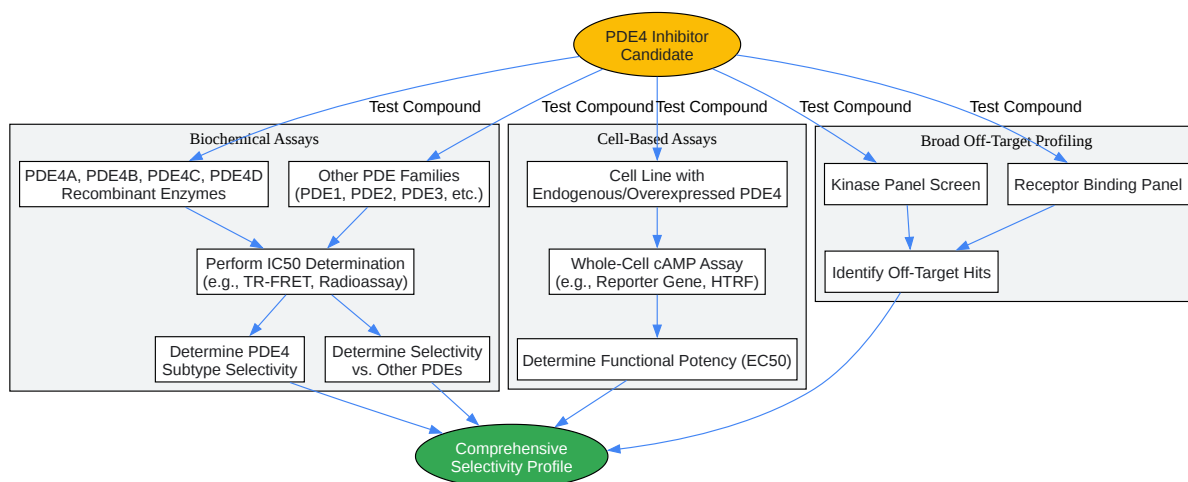 PDE4 Inhibitor
Candidate
Test Compound
Test Compound
Test Compound
Test Compound
Test Compound
Biochemical Assays
Cell-Based Assays
Broad Off-Target Profiling
PDE4A, PDE4B, PDE4C, PDE4D
Recombinant Enzymes
Other PDE Families
(PDE1, PDE2, PDE3, etc.)
Cell Line with
Endogenous/Overexpressed PDE4
Kinase Panel Screen
Receptor Binding Panel
Perform IC50 Determination
(e.g., TR-FRET, Radioassay)
Whole-Cell cAMP Assay
(e.g., Reporter Gene, HTRF)
Identify Off-Target Hits
Determine PDE4
Subtype Selectivity
Determine Selectivity
vs. Other PDEs
Determine Functional Potency (EC50)
Comprehensive
Selectivity Profile